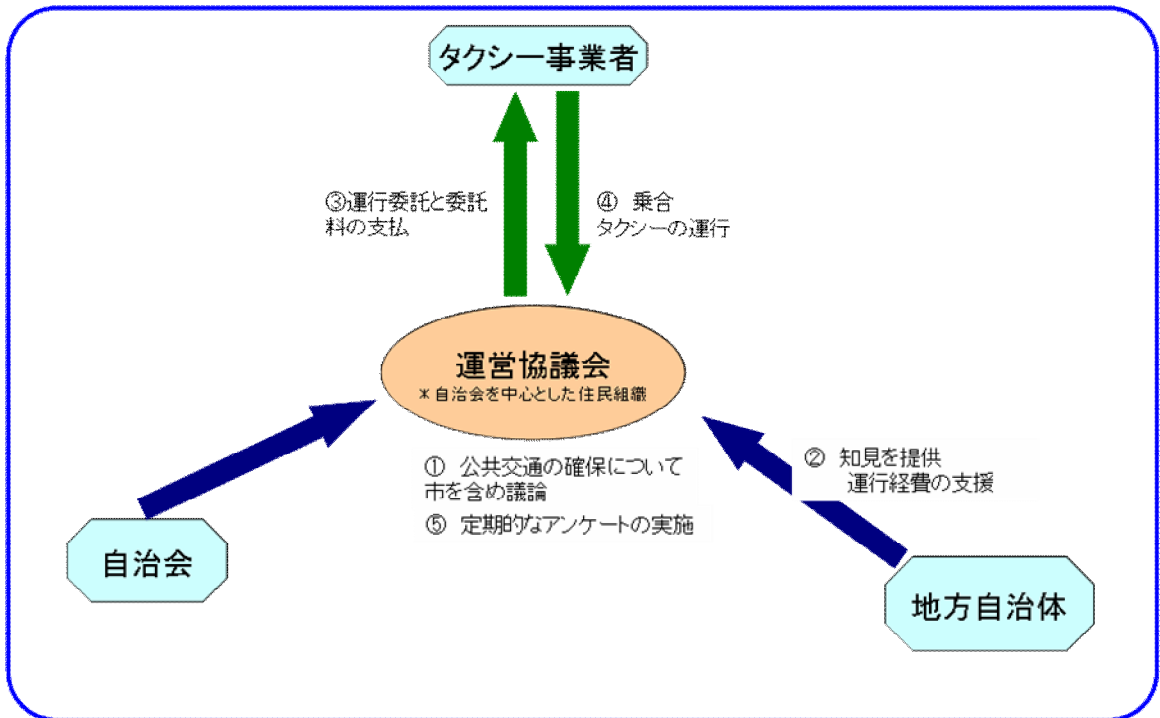 タクシー事業者
③運行委託と委託
料の支払
④ 乗合
タクシーの運行
運営協議会
*自治会を中心とした住民組織
① 公共交通の確保について
市を含め議論
⑤ 定期的なアンケートの実施
② 知見を提供
運行経費の支援
自治会
地方自治体